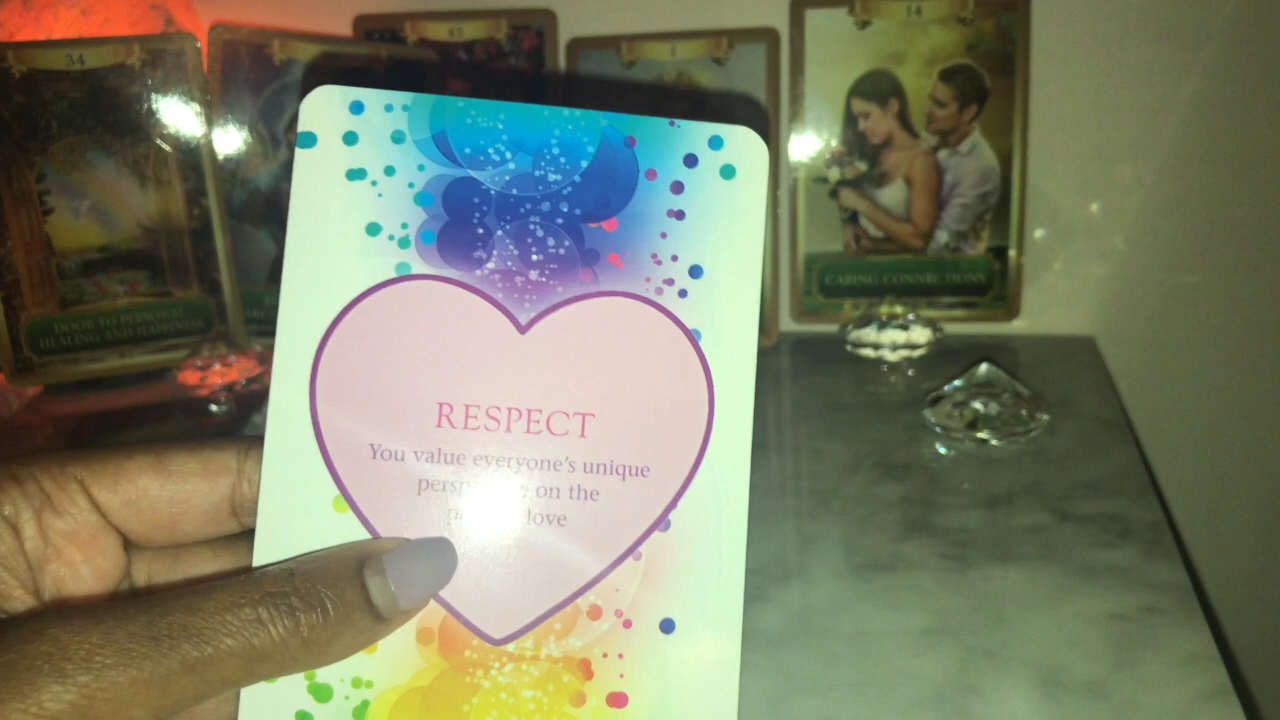 34
DOOR TO PERSONAL
HEALING AND HAPPINESS
45
1
14
CARING CONNECTIONS
RESPECT
You value everyone's unique
on the
love